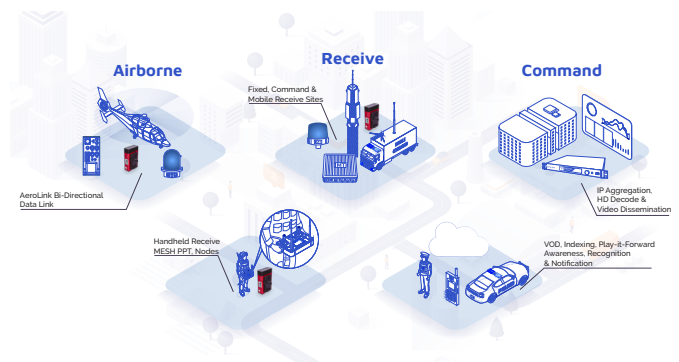 Airborne
Receive
Command
Fixed, Command &
Mobile Receive Sites
AeroLink Bi-Directional
Data Link
IP Aggregation,
HD Decode &
Video Dissemination
Handheld Receive
MESH PPT, Nodes
VOD, Indexing, Play-it-Forward
Awareness, Recognition
& Notification